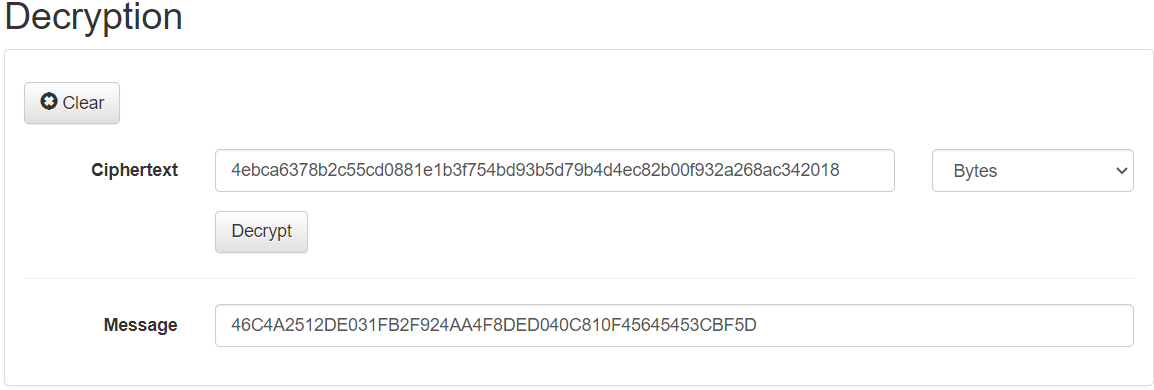 Decryption
Clear
Ciphertext 4ebca6378b2c55cd0881e1b3f754bd93b5d79b4d4ec82b00f932a268ac342018 Bytes
Decrypt
Message 46C4A2512DE031FB2F924AA4F8DED040C810F45645453CBF5D